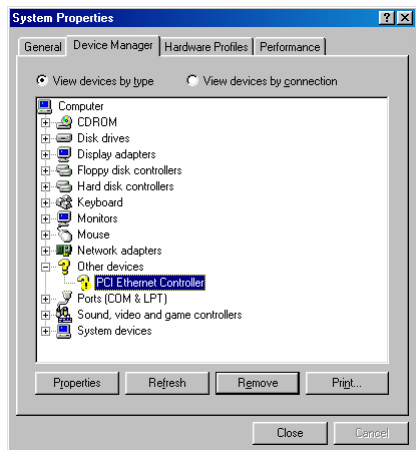 System Properties
General Device Manager Hardware Profiles Performance
View devices by type View devices by connection
Computer
CDROM
Disk drives
Display adapters
Floppy disk controllers
Hard disk controllers
Keyboard
Monitors
Mouse
Network adapters
Other devices
PCI Ethernet Controller
Ports (COM & LPT)
Sound, video and game controllers
System devices
Properties Refresh Remove Print...
Close Cancel